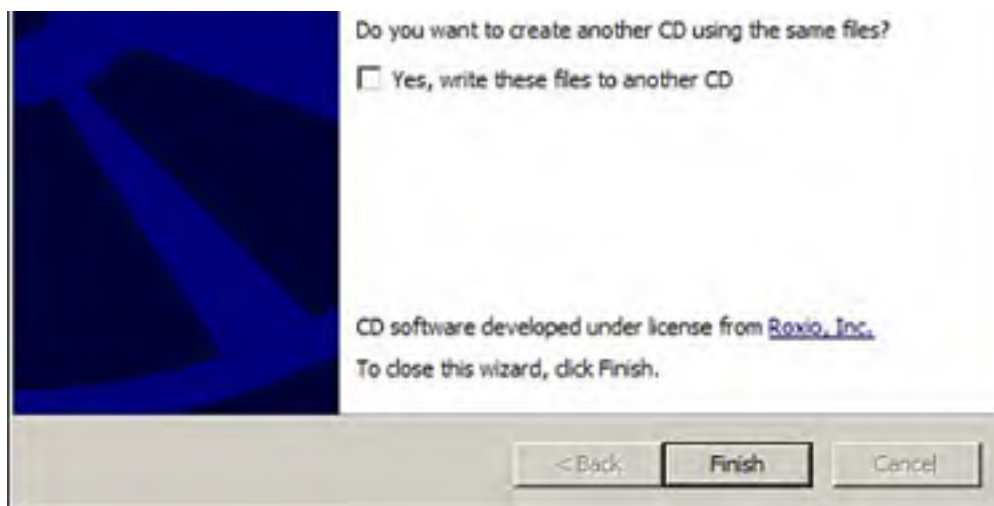 Do you want to create another CD using the same files?
Yes, write these files to another CD
CD software developed under license from Roxio, Inc.
To close this wizard, click Finish.
< Back Finish Cancel